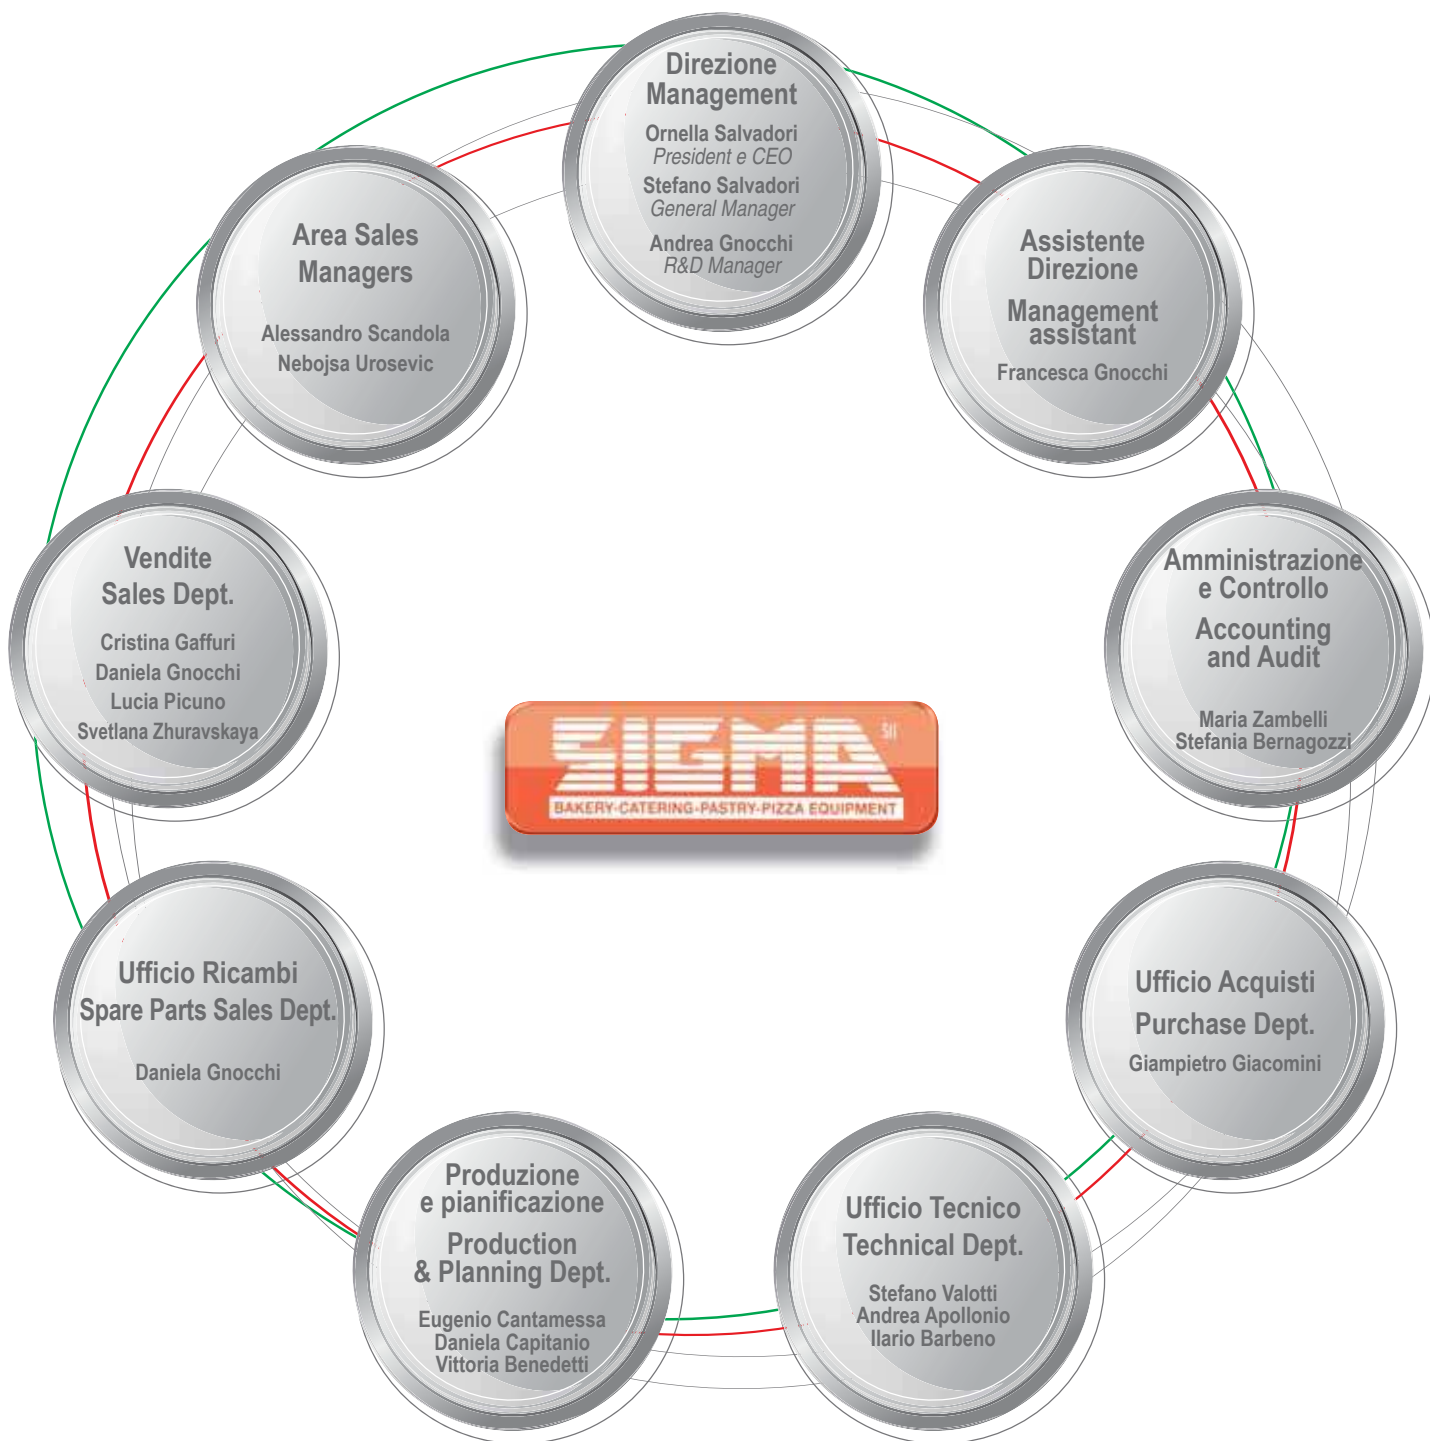 Direzione
Management
Ornella Salvadori
President e CEO
Stefano Salvadori
General Manager
Andrea Gnocchi
R&D Manager
Area Sales
Managers
Alessandro Scandola
Nebojsa Urosevic
Assistente
Direzione
Management
assistant
Francesca Gnocchi
Vendite
Sales Dept.
Cristina Gaffuri
Daniela Gnocchi
Lucia Picuno
Svetlana Zhuravskaya
Amministrazione
e Controllo
Accounting
and Audit
Maria Zambelli
Stefania Bernagozzi
SIGMA
BAKERY-CATERING-PASTRY-PIZZA EQUIPMENT
Ufficio Ricambi
Spare Parts Sales Dept.
Daniela Gnocchi
Ufficio Acquisti
Purchase Dept.
Giampietro Giacomini
Produzione
e pianificazione
Production
& Planning Dept.
Eugenio Cantamessa
Daniela Capitanio
Vittoria Benedetti
Ufficio Tecnico
Technical Dept.
Stefano Valotti
Andrea Apollonio
Ilario Barbeno